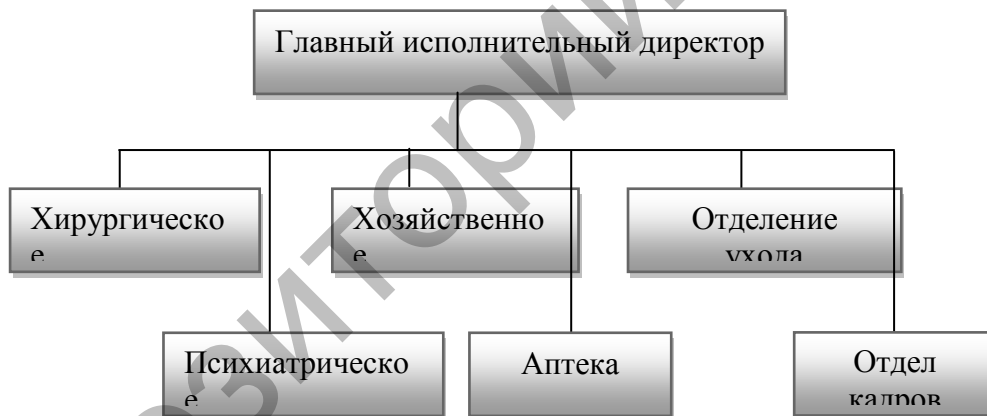 Главный исполнительный директор
Хирургическо
е
Хозяйственно
е
Отделение
ухода
Психиатрическо
е
Аптека
Отдел
кадров